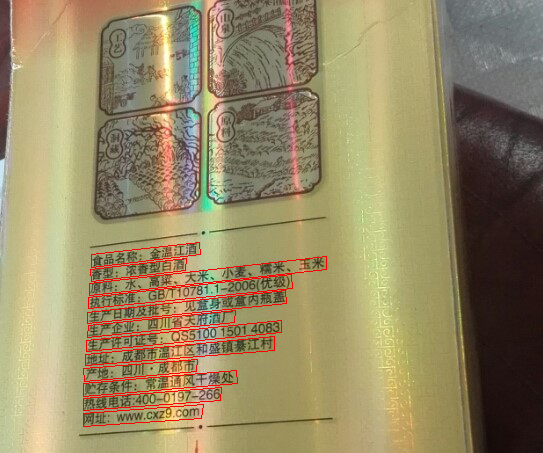 食品名称：金温江酒
香型：浓香型白酒
原料：水、高粱、大米、小麦、糯米、玉米
执行标准：GB/T10781.1-2006(优级)
生产日期及批号：见盒身或盒内瓶盖
生产企业：四川省天府酒厂
生产许可证号：QS5100 1501 4083
地址：成都市温江区和盛镇綦江村
产地：四川·成都市
贮存条件：常温通风干燥处
热线电话:400-0197-266
网址：www.cxz9.com